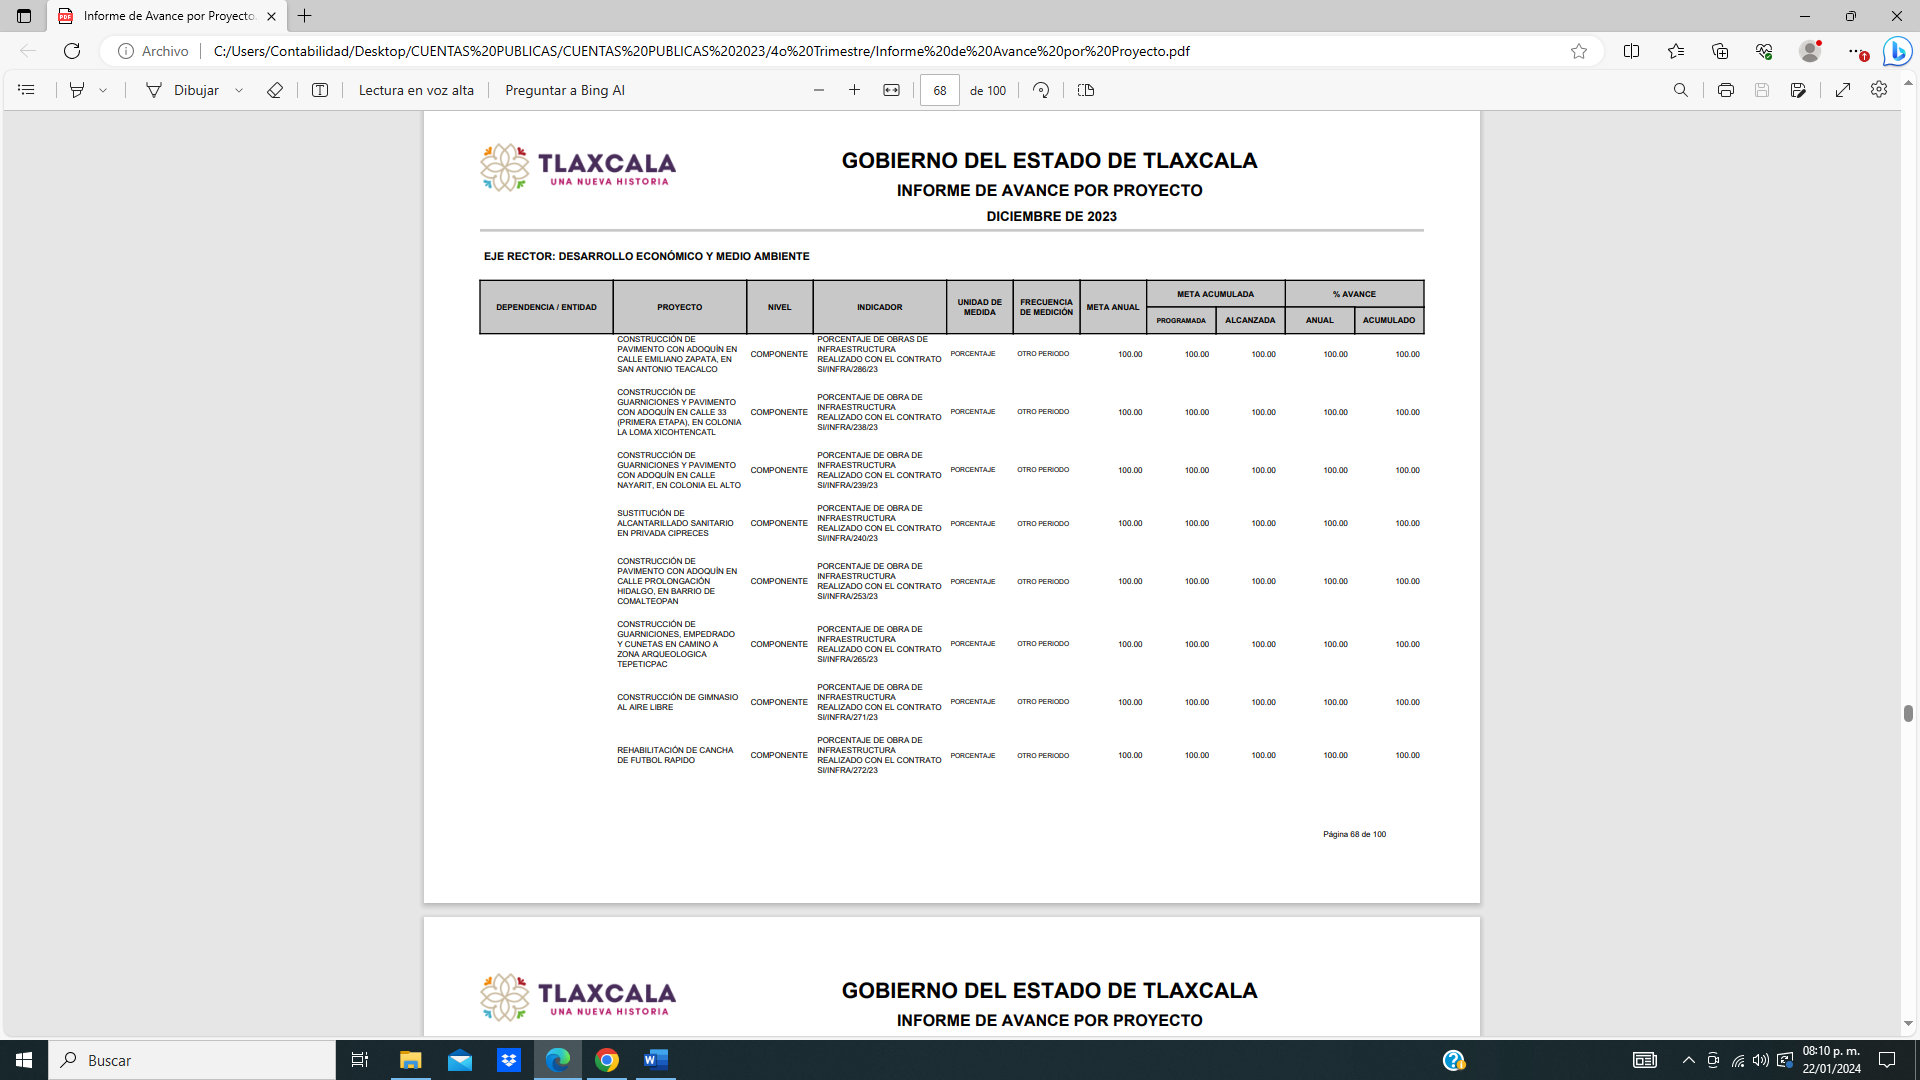 Informe de Avance por Proyecto.
Archivo
C:/Users/Contabilidad/Desktop/CUENTAS%20PUBLICAS/CUENTAS%20PUBLICAS%202023/4o%20Trimestre/Informe%20de%20Avance%20por%20Proyecto.pdf
Dibujar
Lectura en voz alta
Preguntar a Bing AI
68 de 100
TLAXCALA
UNA NUEVA HISTORIA
GOBIERNO DEL ESTADO DE TLAXCALA
INFORME DE AVANCE POR PROYECTO
DICIEMBRE DE 2023
EJE RECTOR: DESARROLLO ECONÓMICO Y MEDIO AMBIENTE
DEPENDENCIA / ENTIDAD PROYECTO NIVEL INDICADOR UNIDAD DE MEDIDA FRECUENCIA DE MEDICIÓN META ANUAL META ACUMULADA % AVANCE
PROGRAMADA ALCANZADA ANUAL ACUMULADO
CONSTRUCCIÓN DE
PAVIMENTO CON ADOQUÍN EN
CALLE EMILIANO ZAPATA, EN
SAN ANTONIO TEACALCO
COMPONENTE
PORCENTAJE DE OBRAS DE
INFRAESTRUCTURA
REALIZADO CON EL CONTRATO
SI/INFRA/286/23
PORCENTAJE OTRO PERIODO 100.00 100.00 100.00 100.00 100.00
CONSTRUCCIÓN DE
GUARNICIONES Y PAVIMENTO
CON ADOQUÍN EN CALLE 33
(PRIMERA ETAPA), EN COLONIA
LA LOMA XICOHTENCATL
COMPONENTE
PORCENTAJE DE OBRA DE
INFRAESTRUCTURA
REALIZADO CON EL CONTRATO
SI/INFRA/238/23
PORCENTAJE OTRO PERIODO 100.00 100.00 100.00 100.00 100.00
CONSTRUCCIÓN DE
GUARNICIONES Y PAVIMENTO
CON ADOQUÍN EN CALLE
NAYARIT, EN COLONIA EL ALTO
COMPONENTE
PORCENTAJE DE OBRA DE
INFRAESTRUCTURA
REALIZADO CON EL CONTRATO
SI/INFRA/239/23
PORCENTAJE OTRO PERIODO 100.00 100.00 100.00 100.00 100.00
SUSTITUCIÓN DE
ALCANTARILLADO SANITARIO
EN PRIVADA CIPRECES
COMPONENTE
PORCENTAJE DE OBRA DE
INFRAESTRUCTURA
REALIZADO CON EL CONTRATO
SI/INFRA/240/23
PORCENTAJE OTRO PERIODO 100.00 100.00 100.00 100.00 100.00
CONSTRUCCIÓN DE
PAVIMENTO CON ADOQUÍN EN
CALLE PROLONGACIÓN
HIDALGO, EN BARRIO DE
COMALTEOPAN
COMPONENTE
PORCENTAJE DE OBRA DE
INFRAESTRUCTURA
REALIZADO CON EL CONTRATO
SI/INFRA/253/23
PORCENTAJE OTRO PERIODO 100.00 100.00 100.00 100.00 100.00
CONSTRUCCIÓN DE
GUARNICIONES, EMPEDRADO
Y CUNETAS EN CAMINO A
ZONA ARQUEOLOGICA
TEPETICPAC
COMPONENTE
PORCENTAJE DE OBRA DE
INFRAESTRUCTURA
REALIZADO CON EL CONTRATO
SI/INFRA/265/23
PORCENTAJE OTRO PERIODO 100.00 100.00 100.00 100.00 100.00
CONSTRUCCIÓN DE GIMNASIO
AL AIRE LIBRE
COMPONENTE
PORCENTAJE DE OBRA DE
INFRAESTRUCTURA
REALIZADO CON EL CONTRATO
SI/INFRA/271/23
PORCENTAJE OTRO PERIODO 100.00 100.00 100.00 100.00 100.00
REHABILITACIÓN DE CANCHA
DE FUTBOL RAPIDO
COMPONENTE
PORCENTAJE DE OBRA DE
INFRAESTRUCTURA
REALIZADO CON EL CONTRATO
SI/INFRA/272/23
PORCENTAJE OTRO PERIODO 100.00 100.00 100.00 100.00 100.00
Página 68 de 100
TLAXCALA
UNA NUEVA HISTORIA
GOBIERNO DEL ESTADO DE TLAXCALA
INFORME DE AVANCE POR PROYECTO
Buscar
08:10 p. m.
22/01/2024